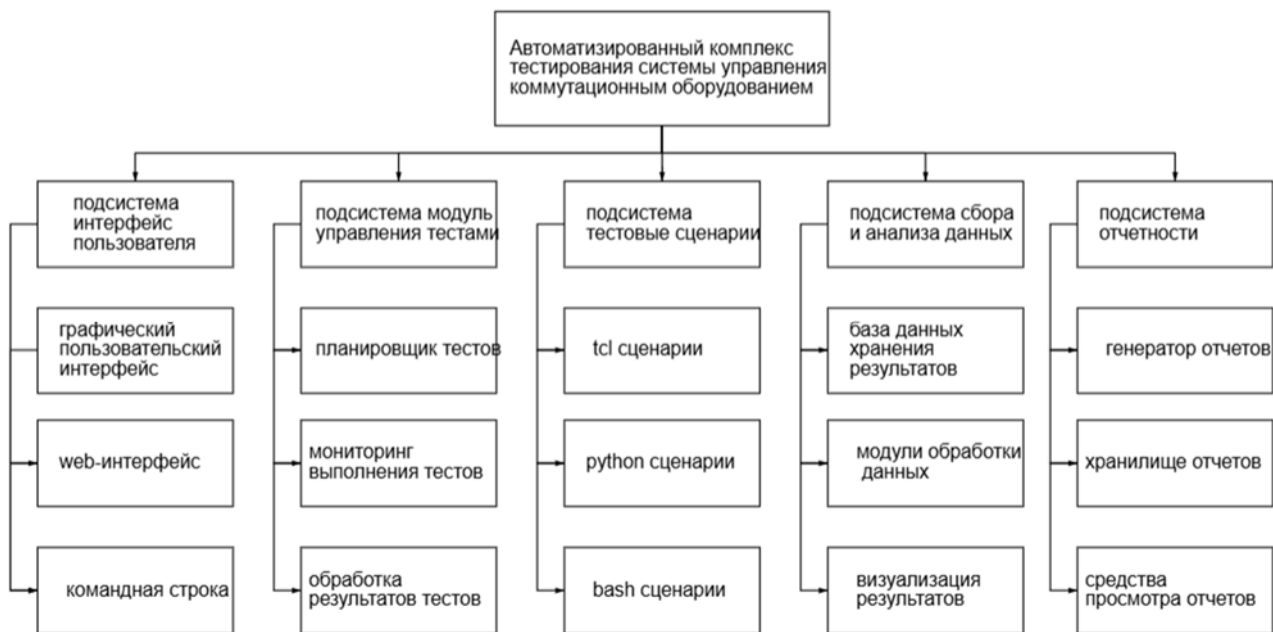 Автоматизированный комплекс
тестирования системы управления
коммутационным оборудованием
подсистема
интерфейс
пользователя
подсистема модуль
управления тестами
подсистема
тестовые сценарии
подсистема сбора
и анализа данных
подсистема
отчетности
графический
пользовательский
интерфейс
планировщик тестов
tcl сценарии
база данных
хранения
результатов
генератор отчетов
web-интерфейс
мониторинг
выполнения тестов
python сценарии
модули обработки
данных
хранилище отчетов
командная строка
обработка
результатов тестов
bash сценарии
визуализация
результатов
средства
просмотра отчетов